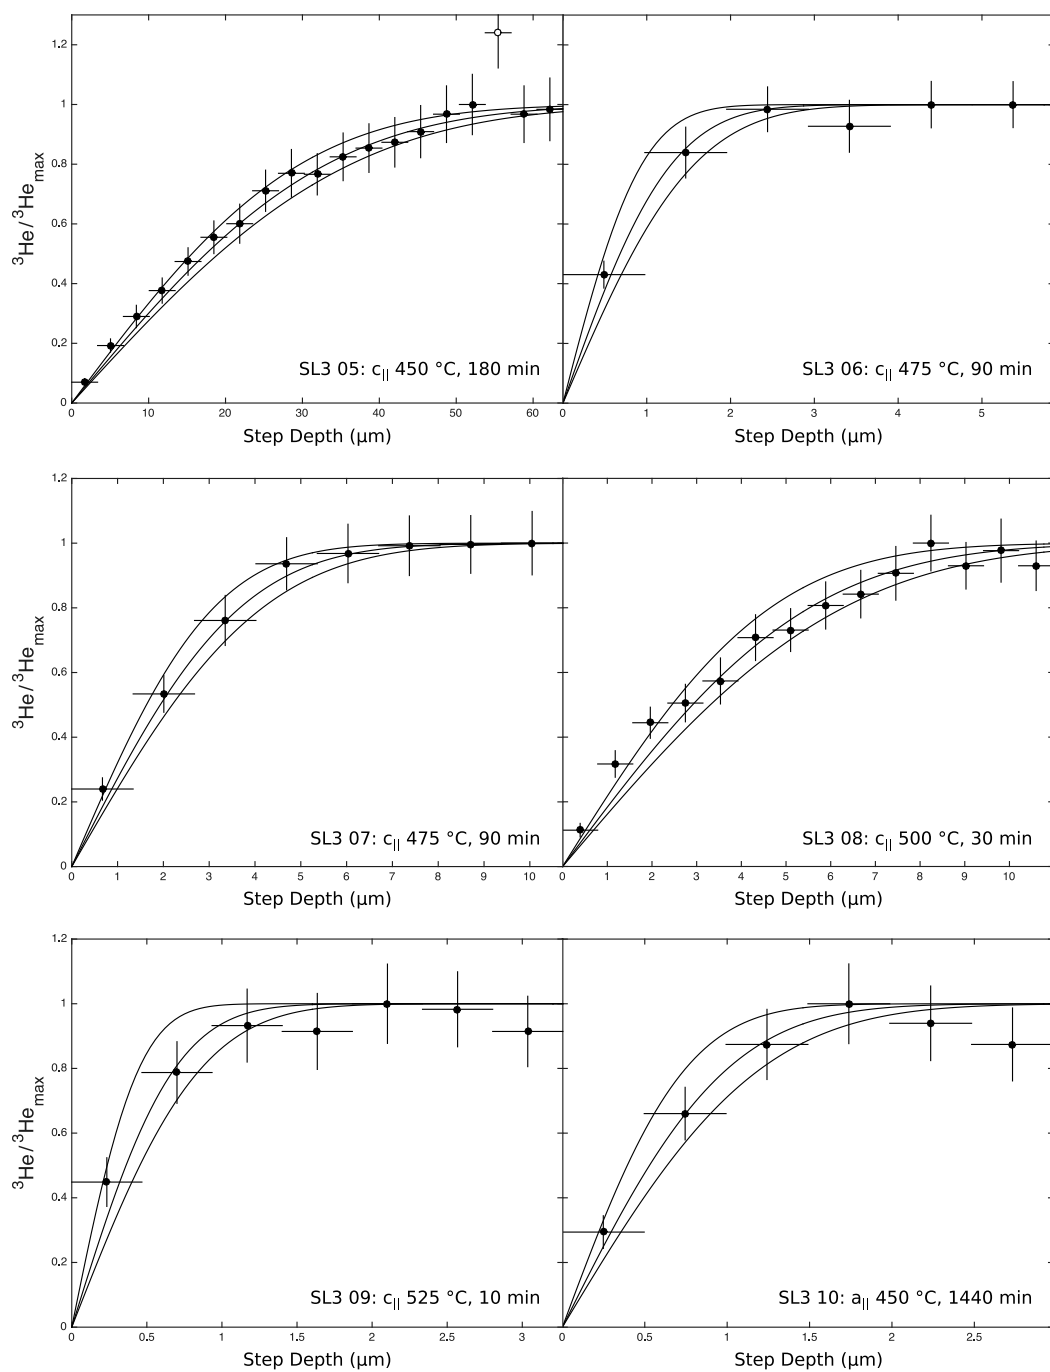 1.2
1
0.8
0.6
0.4
0.2
0
³He/³Heₘₐₓ
SL3 05: c|| 450 °C, 180 min
0 10 20 30 40 50 60
Step Depth (μm)
SL3 06: c|| 475 °C, 90 min
1 2 3 4 5
Step Depth (μm)
1.2
1
0.8
0.6
0.4
0.2
0
³He/³Heₘₐₓ
SL3 07: c|| 475 °C, 90 min
0 1 2 3 4 5 6 7 8 9 10
Step Depth (μm)
SL3 08: c|| 500 °C, 30 min
0 1 2 3 4 5 6 7 8 9 10
Step Depth (μm)
1.2
1
0.8
0.6
0.4
0.2
0
³He/³Heₘₐₓ
SL3 09: c|| 525 °C, 10 min
0 0.5 1 1.5 2 2.5 3
Step Depth (μm)
SL3 10: a|| 450 °C, 1440 min
0 0.5 1 1.5 2 2.5
Step Depth (μm)